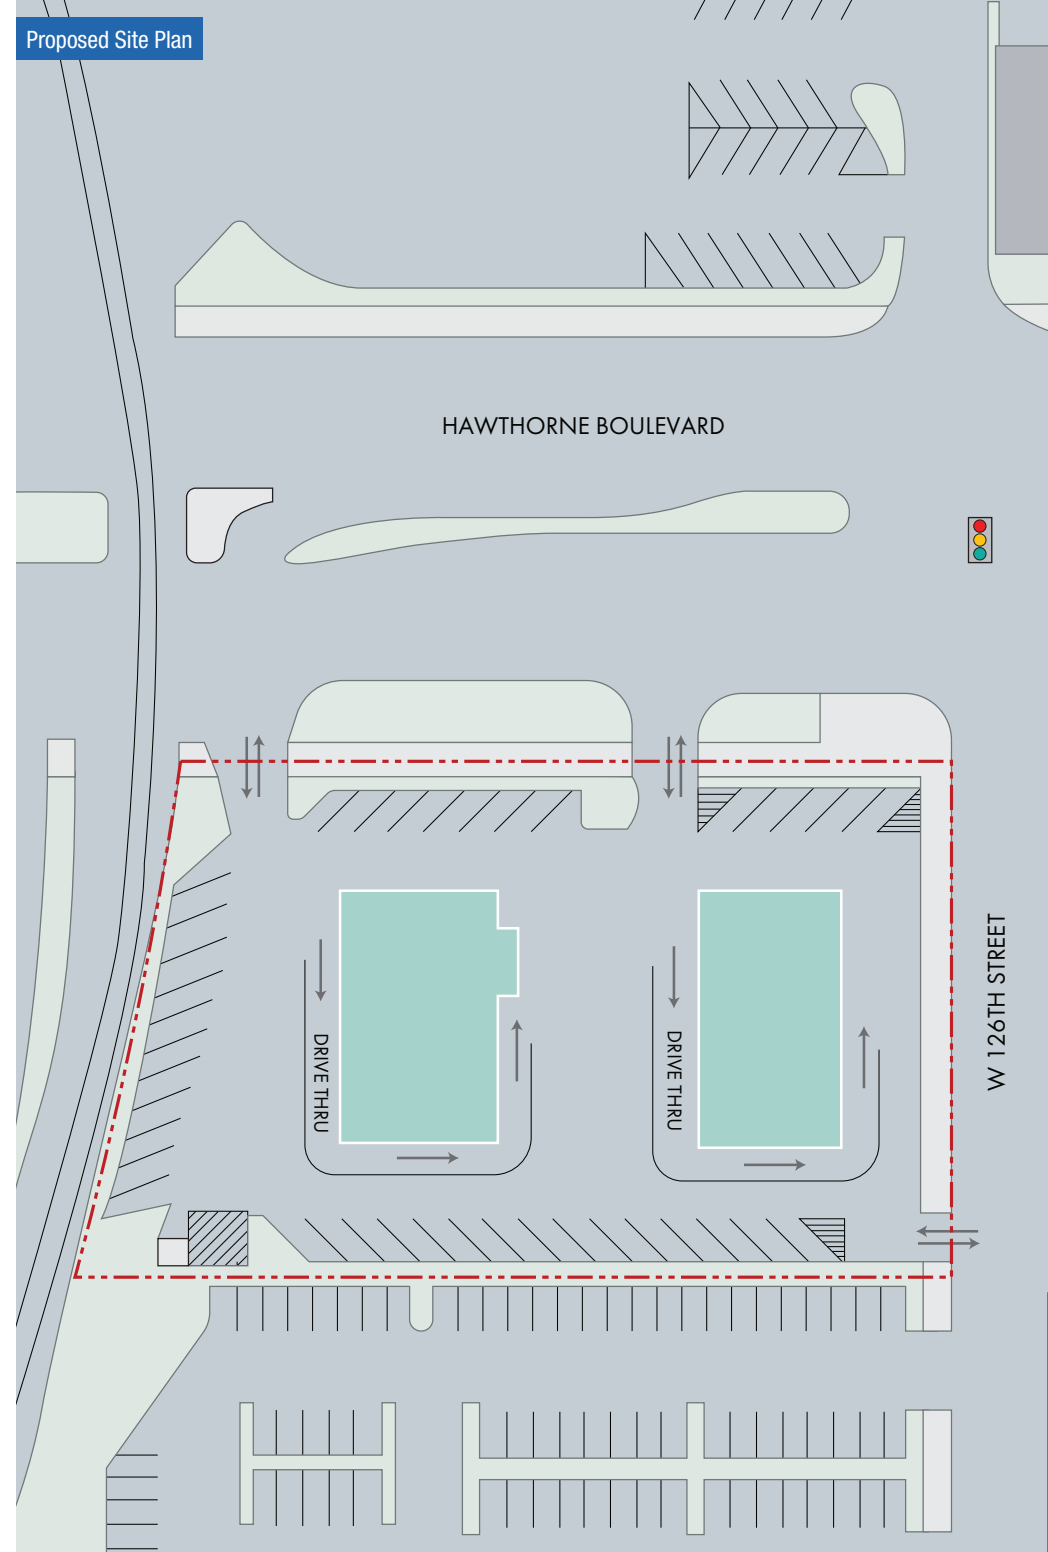 Proposed Site Plan
HAWTHORNE BOULEVARD
W 126TH STREET
DRIVE THRU
DRIVE THRU